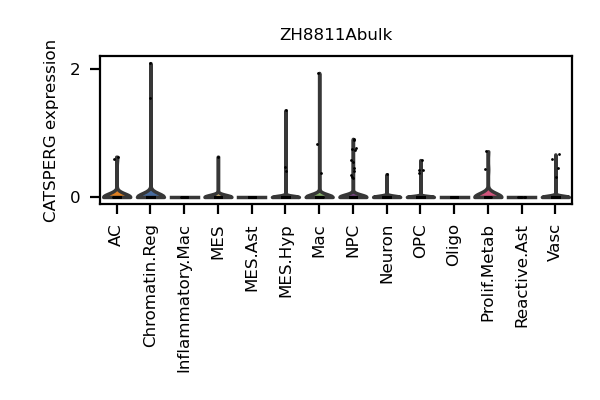 ZH8811Abulk
CATSPERG expression
2
0
AC
Chromatin.Reg
Inflammatory.Mac
MES
MES.Ast
MES.Hyp
Mac
NPC
Neuron
OPC
Oligo
Prolif.Metab
Reactive.Ast
Vasc